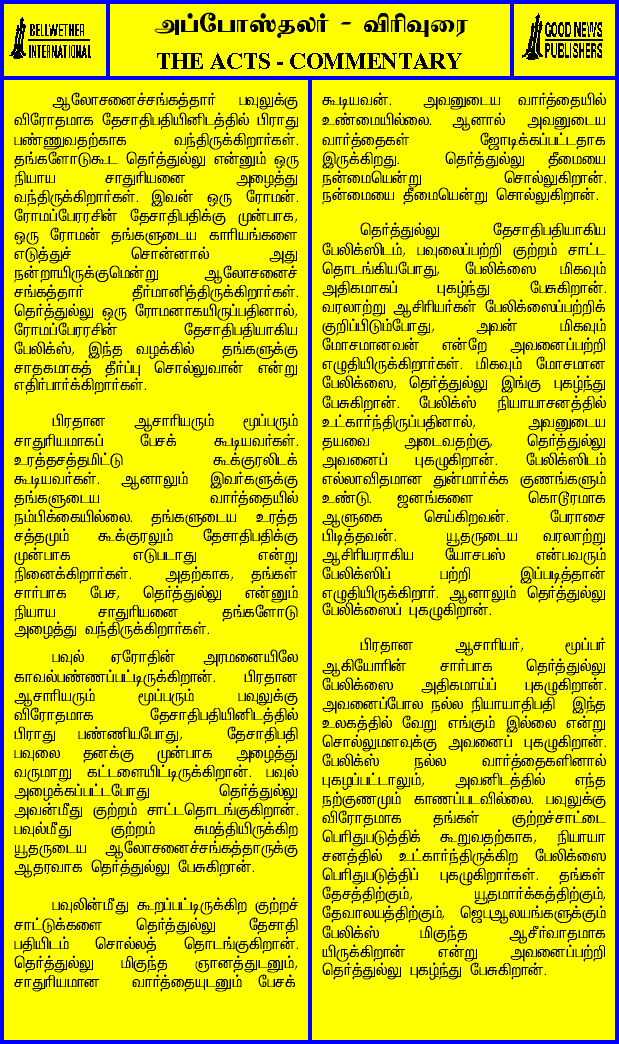 BELLWETHER
INTERNATIONAL
அப்போஸ்தலர் - விரிவுரை
THE ACTS - COMMENTARY
GOOD NEWS
PUBLISHERS
ஆலோசனைச்சங்கத்தார் பவுலுக்கு
விரோதமாக தேசாதிபதியினிடத்தில் பிராது
பண்ணுவதற்காக வந்திருக்கிறார்கள்.
தங்களோடுகூட தெர்த்துல்லு என்னும் ஒரு
நியாய சாதுரியனை அழைத்து
வந்திருக்கிறார்கள். இவன் ஒரு ரோமன்.
ரோமப்பேரரசின் தேசாதிபதிக்கு முன்பாக,
ஒரு ரோமன் தங்களுடைய காரியங்களை
எடுத்துச் சொன்னால் அது
நன்றாயிருக்குமென்று ஆலோசனைச்
சங்கத்தார் தீர்மானித்திருக்கிறார்கள்.
தெர்த்துல்லு ஒரு ரோமனாகயிருப்பதினால்,
ரோமப்பேரரசின் தேசாதிபதியாகிய
பேலிக்ஸ், இந்த வழக்கில் தங்களுக்கு
சாதகமாகத் தீர்ப்பு சொல்லுவான் என்று
எதிர்பார்க்கிறார்கள்.
பிரதான ஆசாரியரும் மூப்பரும்
சாதுரியமாகப் பேசக் கூடியவர்கள்.
உரத்தசத்தமிட்டு கூக்குரலிடக்
கூடியவர்கள். ஆனாலும் இவர்களுக்கு
தங்களுடைய வார்த்தையில்
நம்பிக்கையில்லை. தங்களுடைய உரத்த
சத்தமும் கூக்குரலும் தேசாதிபதிக்கு
முன்பாக எடுபடாது என்று
நினைக்கிறார்கள். அதற்காக, தங்கள்
சார்பாக பேச, தெர்த்துல்லு என்னும்
நியாய சாதுரியனை தங்களோடு
அழைத்து வந்திருக்கிறார்கள்.
பவுல் ஏரோதின் அரமனையிலே
காவல்பண்ணப்பட்டிருக்கிறான். பிரதான
ஆசாரியரும் மூப்பரும் பவுலுக்கு
விரோதமாக தேசாதிபதியினிடத்தில்
பிராது பண்ணியபோது, தேசாதிபதி
பவுலை தனக்கு முன்பாக அழைத்து
வருமாறு கட்டளையிட்டிருக்கிறான். பவுல்
அழைக்கப்பட்டபோது தெர்த்துல்லு
அவன்மீது குற்றம் சாட்டதொடங்குகிறான்.
பவுல்மீது குற்றம் சுமத்தியிருக்கிற
யூதருடைய ஆலோசனைச்சங்கத்தாருக்கு
ஆதரவாக தெர்த்துல்லு பேசுகிறான்.
பவுலின்மீது கூறப்பட்டிருக்கிற குற்றச்
சாட்டுக்களை தெர்த்துல்லு தேசாதி
பதியிடம் சொல்லத் தொடங்குகிறான்.
தெர்த்துல்லு மிகுந்த ஞானத்துடனும்,
சாதுரியமான வார்த்தையுடனும் பேசக்
கூடியவன். அவனுடைய வார்த்தையில்
உண்மையில்லை. ஆனால் அவனுடைய
வார்த்தைகள் ஜோடிக்கப்பட்டதாக
இருக்கிறது. தெர்த்துல்லு தீமையை
நன்மையென்று சொல்லுகிறான்.
நன்மையை தீமையென்று சொல்லுகிறான்.
தெர்த்துல்லு தேசாதிபதியாகிய
பேலிக்ஸிடம், பவுலைப்பற்றி குற்றம் சாட்ட
தொடங்கியபோது, பேலிக்ஸை மிகவும்
அதிகமாகப் புகழ்ந்து பேசுகிறான்.
வரலாற்று ஆசிரியர்கள் பேலிக்ஸைப்பற்றிக்
குறிப்பிடும்போது, அவன் மிகவும்
மோசமானவன் என்றே அவனைப்பற்றி
எழுதியிருக்கிறார்கள். மிகவும் மோசமான
பேலிக்ஸை, தெர்த்துல்லு இங்கு புகழ்ந்து
பேசுகிறான். பேலிக்ஸ் நியாயாசனத்தில்
உட்கார்ந்திருப்பதினால், அவனுடைய
தயவை அடைவதற்கு, தெர்த்துல்லு
அவனைப் புகழுகிறான். பேலிக்ஸிடம்
எல்லாவிதமான துன்மார்க்க குணங்களும்
உண்டு. ஜனங்களை கொடூரமாக
ஆளுகை செய்கிறவன். பேராசை
பிடித்தவன். யூதருடைய வரலாற்று
ஆசிரியராகிய யோசபஸ் என்பவரும்
பேலிக்ஸிப் பற்றி இப்படித்தான்
எழுதியிருக்கிறார். ஆனாலும் தெர்த்துல்லு
பேலிக்ஸைப் புகழுகிறான்.
பிரதான ஆசாரியர், மூப்பர்
ஆகியோரின் சார்பாக தெர்த்துல்லு
பேலிக்ஸை அதிகமாய்ப் புகழுகிறான்.
அவனைப்போல நல்ல நியாயாதிபதி இந்த
உலகத்தில் வேறு எங்கும் இல்லை என்று
சொல்லுமளவுக்கு அவனைப் புகழுகிறான்.
பேலிக்ஸ் நல்ல வார்த்தைகளினால்
புகழப்பட்டாலும், அவனிடத்தில் எந்த
நற்குணமும் காணப்படவில்லை. பவுலுக்கு
விரோதமாக தங்கள் குற்றச்சாட்டை
பெரிதுபடுத்திக் கூறுவதற்காக, நியாயா
சனத்தில் உட்கார்ந்திருக்கிற பேலிக்ஸை
பெரிதுபடுத்திப் புகழுகிறார்கள். தங்கள்
தேசத்திற்கும், யூதமார்க்கத்திற்கும்,
தேவாலயத்திற்கும், ஜெபஆலயங்களுக்கும்
பேலிக்ஸ் மிகுந்த ஆசீர்வாதமாக
யிருக்கிறான் என்று அவனைப்பற்றி
தெர்த்துல்லு புகழ்ந்து பேசுகிறான்.